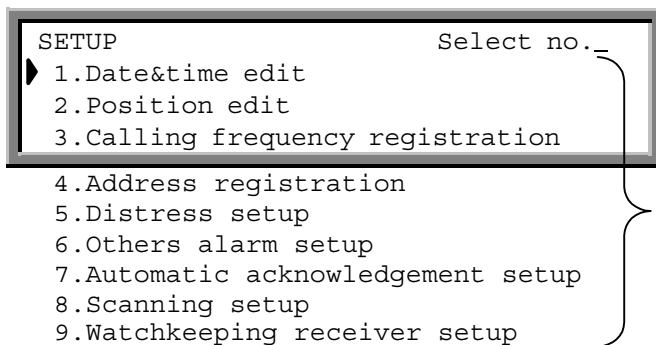 SETUP Select no._
1.Date&time edit
2.Position edit
3.Calling frequency registration
4.Address registration
5.Distress setup
6.Others alarm setup
7.Automatic acknowledgement setup
8.Scanning setup
9.Watchkeeping receiver setup